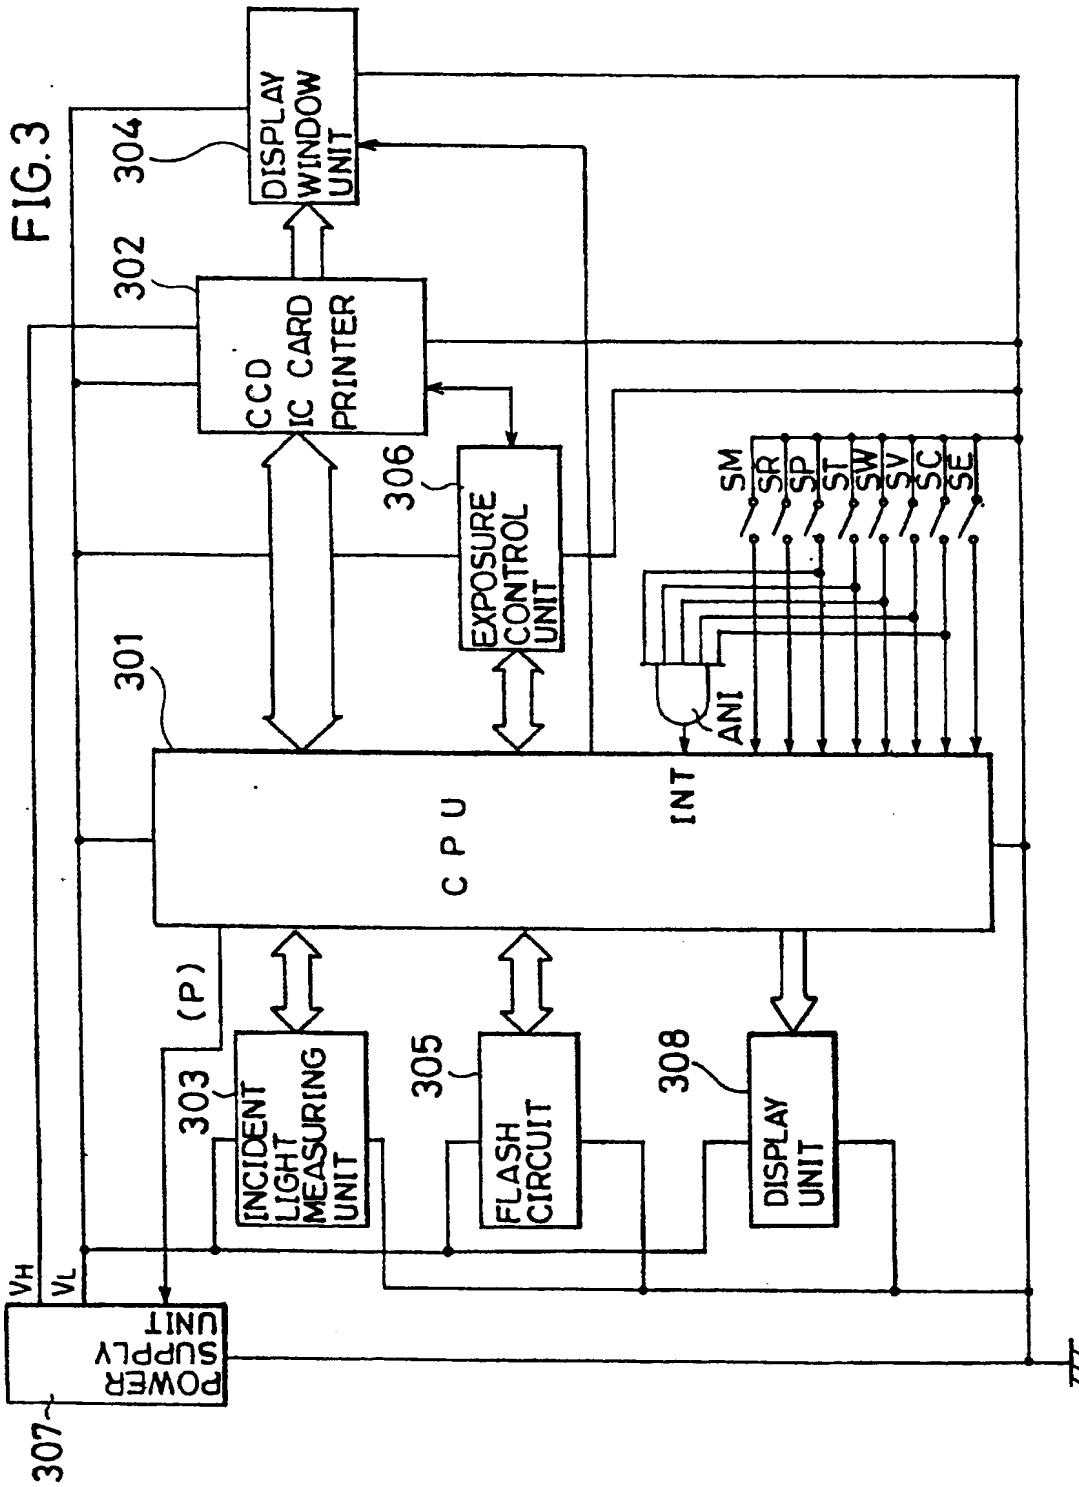 FIG.3
307
POWER
SUPPLY
UNIT
VH
VL
(P)
301
CPU
INT
302
CCD
IC CARD
PRINTER
304
DISPLAY
WINDOW
UNIT
306
EXPOSURE
CONTROL
UNIT
303
INCIDENT
LIGHT
MEASURING
UNIT
305
FLASH
CIRCUIT
308
DISPLAY
UNIT
ANI
SM
SR
SP
ST
SW
SV
SC
SE